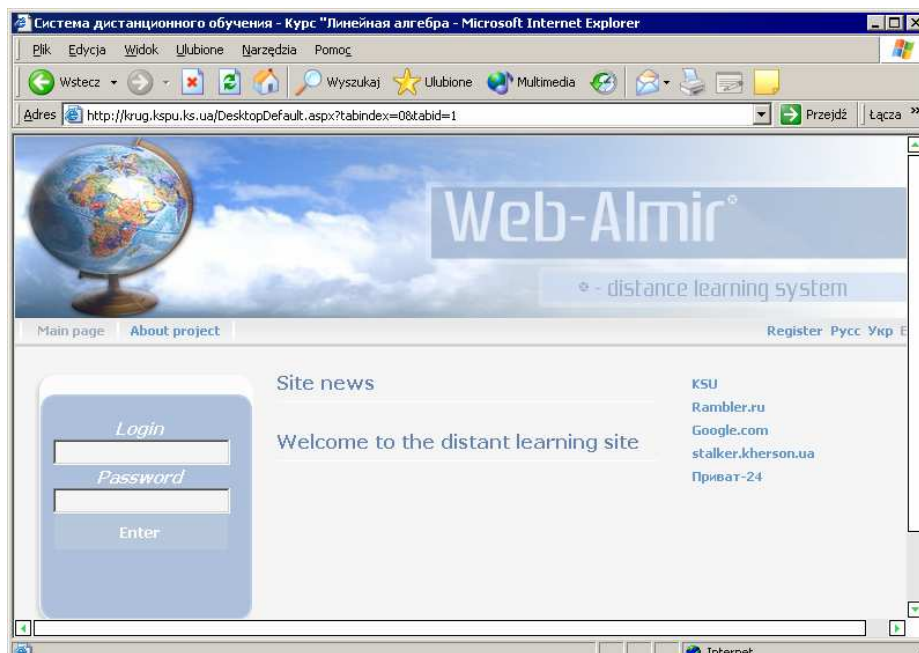 Система дистанционного обучения - Курс "Линейная алгебра - Microsoft Internet Explorer
Plik Edycja Widok Ulubione Narzędzia Pomoc
Wstecz Wyszukaj Ulubione Multimedia
Adres http://krug.kspu.ks.ua/DesktopDefault.aspx?tabindex=0&tabid=1 Przejdź Łącza »
Web-Almir
- distance learning system
Main page About project Register Русс Укр E
Login
Password
Enter
Site news
Welcome to the distant learning site
KSU
Rambler.ru
Google.com
stalker.kherson.ua
Приват-24
Internet